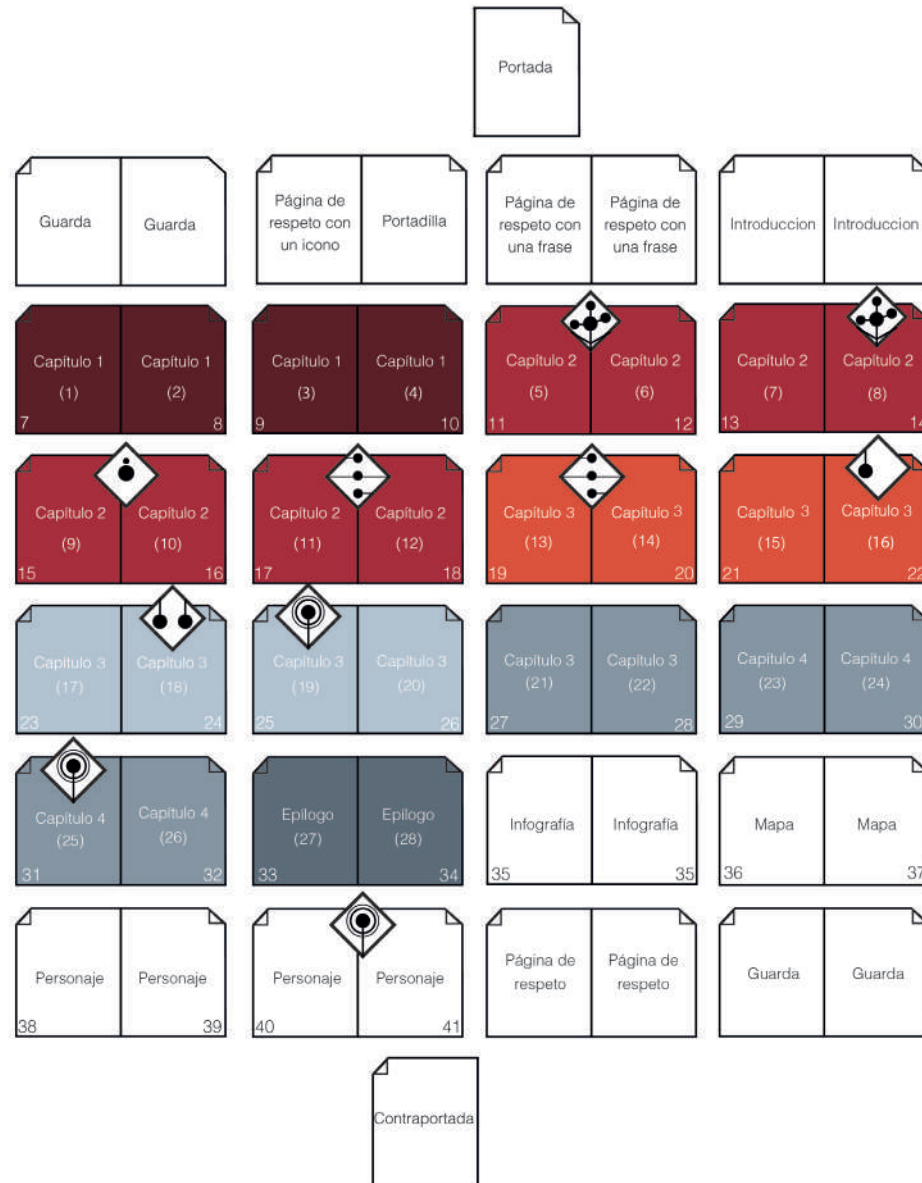 Portada
Guarda
Guarda
Página de
respeto con
un icono
Portadilla
Página de
respeto con
una frase
Página de
respeto con
una frase
Introduccion
Introduccion
Capítulo 1
(1)
7
Capítulo 1
(2)
8
Capítulo 1
(3)
9
Capítulo 1
(4)
10
Capítulo 2
(5)
11
Capítulo 2
(6)
12
Capítulo 2
(7)
13
Capítulo 2
(8)
14
Capítulo 2
(9)
15
Capítulo 2
(10)
16
Capítulo 2
(11)
17
Capítulo 2
(12)
18
Capítulo 3
(13)
19
Capítulo 3
(14)
20
Capítulo 3
(15)
21
Capítulo 3
(16)
22
Capítulo 3
(17)
23
Capítulo 3
(18)
24
Capítulo 3
(19)
25
Capítulo 3
(20)
26
Capítulo 3
(21)
27
Capítulo 3
(22)
28
Capítulo 4
(23)
29
Capítulo 4
(24)
30
Capítulo 4
(25)
31
Capítulo 4
(26)
32
Epílogo
(27)
33
Epílogo
(28)
34
Infografía
35
Infografía
35
Mapa
36
Mapa
37
Personaje
38
Personaje
39
Personaje
40
Personaje
41
Página de
respeto
Página de
respeto
Guarda
Guarda
Contraportada